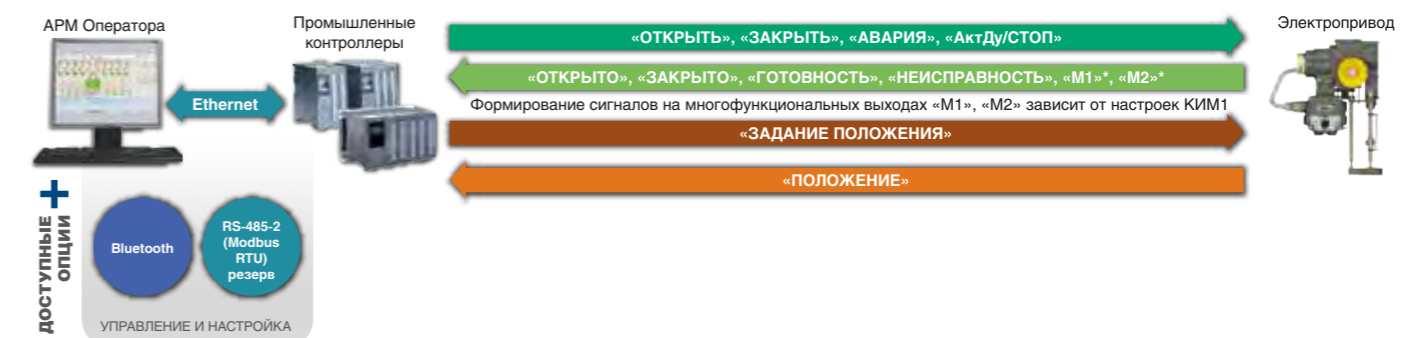 АРМ Оператора
Промышленные
контроллеры
Электропривод
Ethernet
«ОТКРЫТЬ», «ЗАКРЫТЬ», «АВАРИЯ», «АктДу/СТОП»
«ОТКРЫТО», «ЗАКРЫТО», «ГОТОВНОСТЬ», «НЕИСПРАВНОСТЬ», «М1»*, «М2»*
Формирование сигналов на многофункциональных выходах «М1», «М2» зависит от настроек КИМ1
«ЗАДАНИЕ ПОЛОЖЕНИЯ»
«ПОЛОЖЕНИЕ»
+
ДОСТУПНЫЕ
ОПЦИИ
Bluetooth
RS-485-2
(Modbus
RTU)
резерв
УПРАВЛЕНИЕ И НАСТРОЙКА